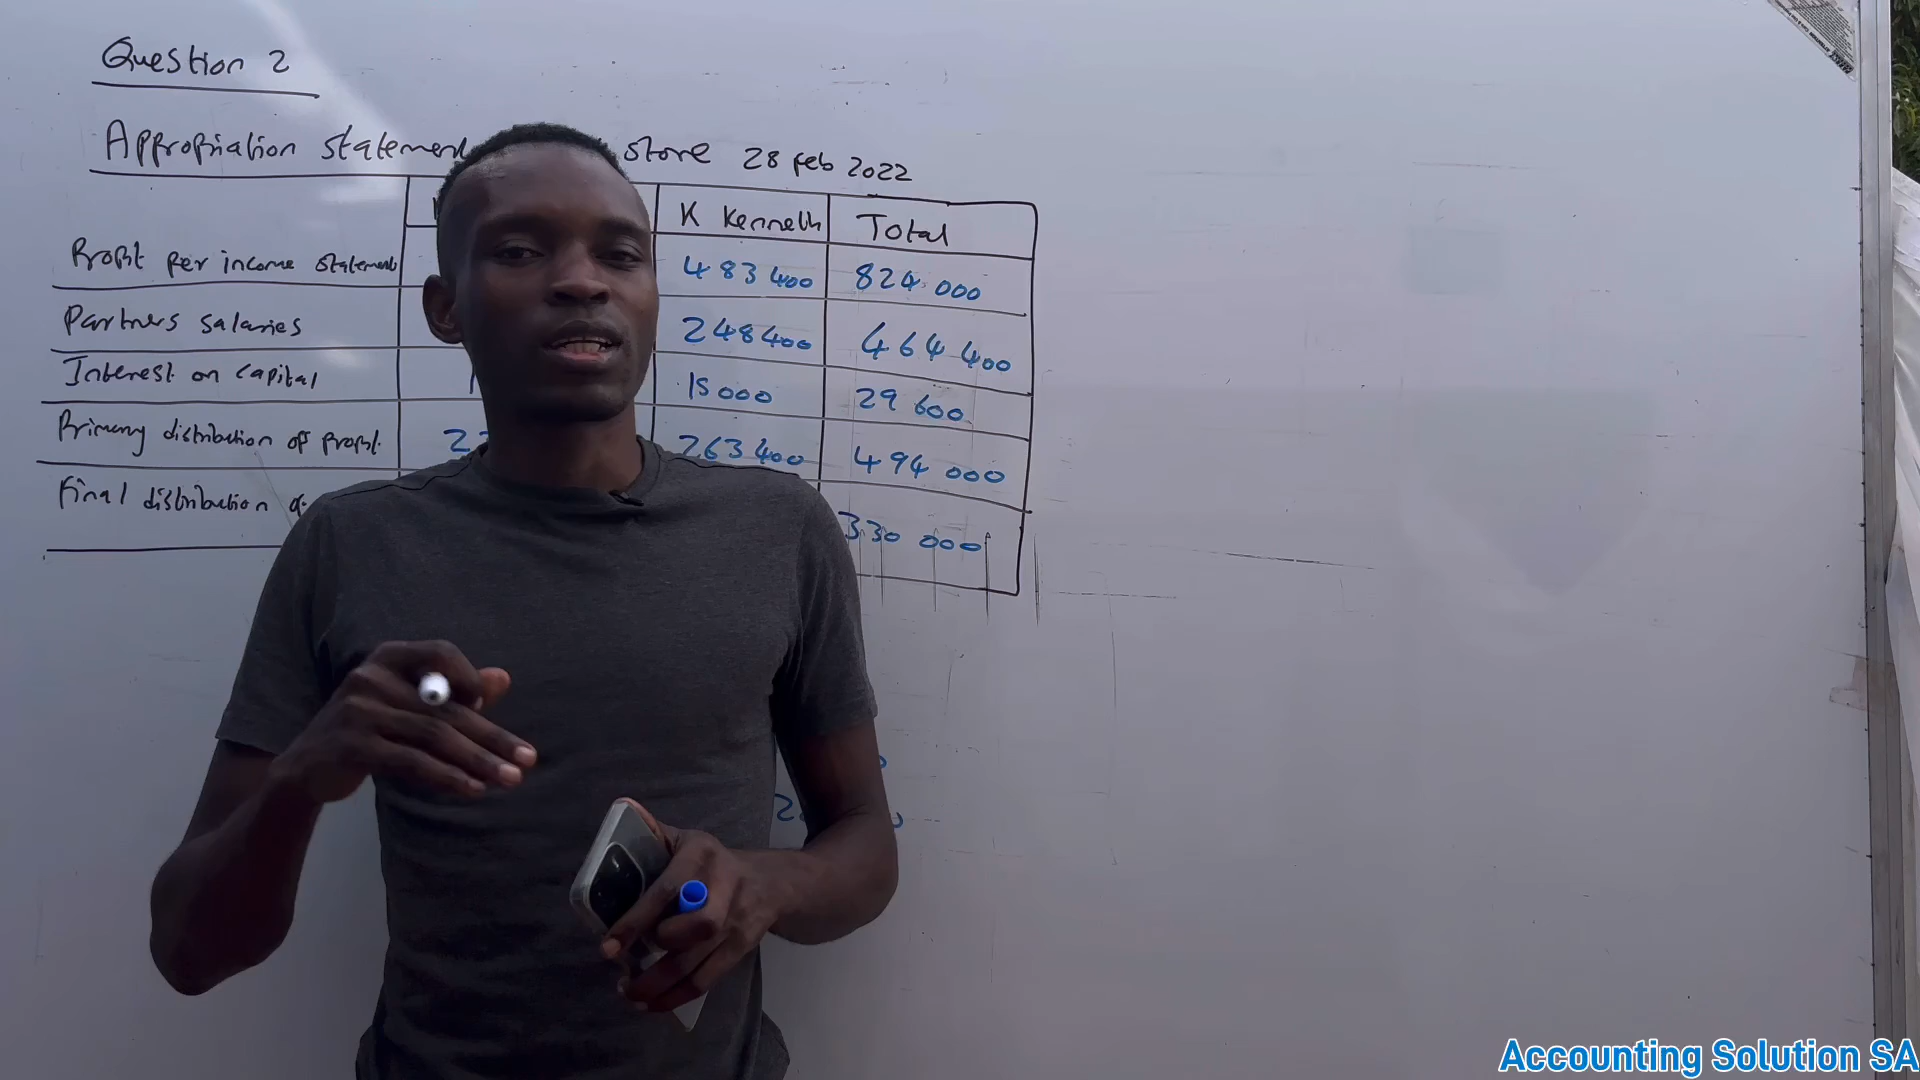 Question 2
Appropriation statement store 28 feb 2022
K Kenneth Total
Profit per income statement 483 400 824 000
Partners salaries 248 400 464 400
Interest on capital 15 000 29 600
Primary distribution of profit 22 263 400 494 000
Final distribution of 330 000
Accounting Solution SA